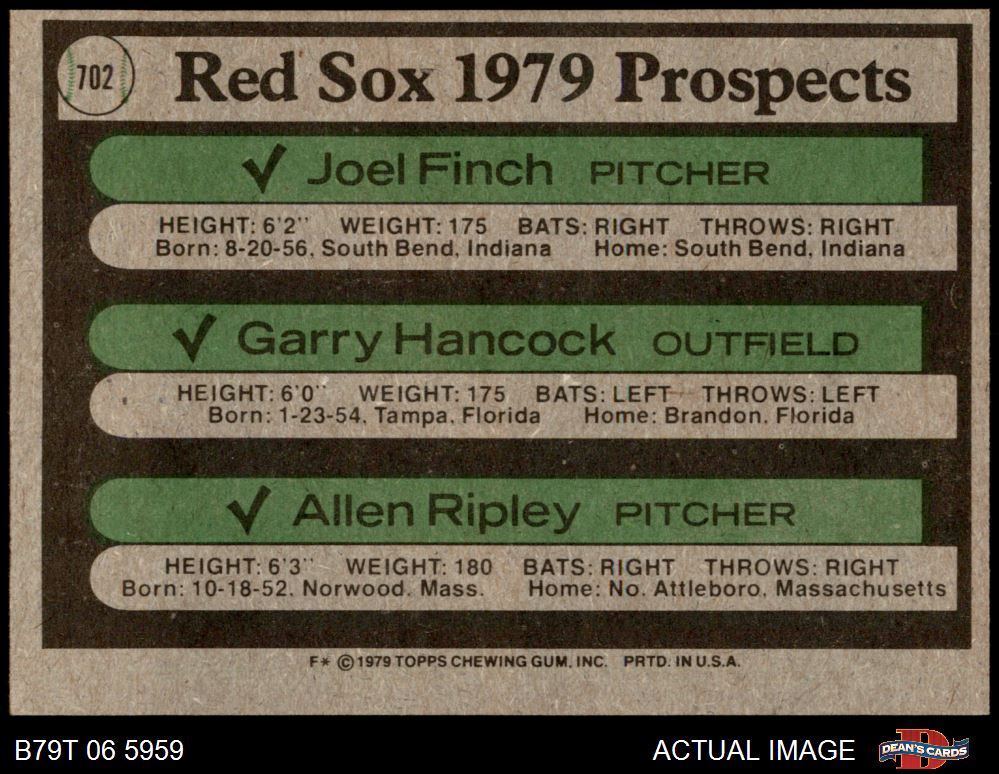 702
Red Sox 1979 Prospects
✓ Joel Finch PITCHER
HEIGHT: 6'2" WEIGHT: 175 BATS: RIGHT THROWS: RIGHT
Born: 8-20-56, South Bend, Indiana Home: South Bend, Indiana
✓ Garry Hancock OUTFIELD
HEIGHT: 6'0" WEIGHT: 175 BATS: LEFT THROWS: LEFT
Born: 1-23-54, Tampa, Florida Home: Brandon, Florida
✓ Allen Ripley PITCHER
HEIGHT: 6'3" WEIGHT: 180 BATS: RIGHT THROWS: RIGHT
Born: 10-18-52, Norwood, Mass. Home: No. Attleboro, Massachusetts
F* © 1979 TOPPS CHEWING GUM, INC. PRTD. IN U.S.A.
B79T 06 5959 ACTUAL IMAGE DEAN'S CARDS